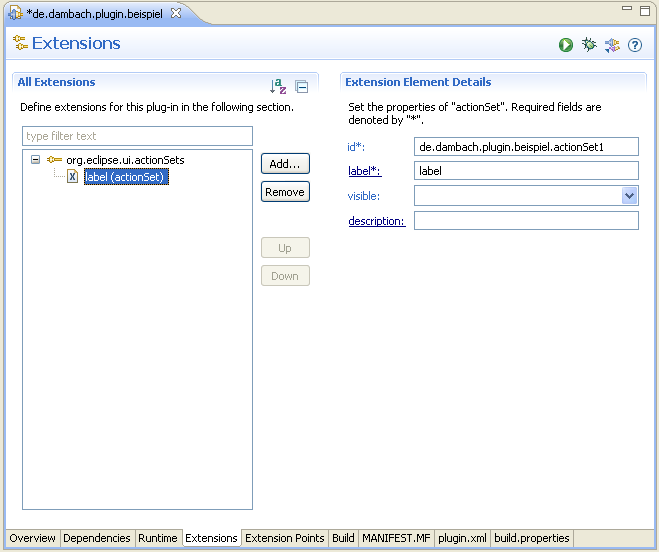 *de.dambach.plugin.beispiel
Extensions
All Extensions
Define extensions for this plug-in in the following section.
type filter text
org.eclipse.ui.actionSets
label (actionSet)
Add...
Remove
Up
Down
Extension Element Details
Set the properties of "actionSet". Required fields are
denoted by "*".
id*: de.dambach.plugin.beispiel.actionSet1
label*: label
visible:
description:
Overview Dependencies Runtime Extensions Extension Points Build MANIFEST.MF plugin.xml build.properties